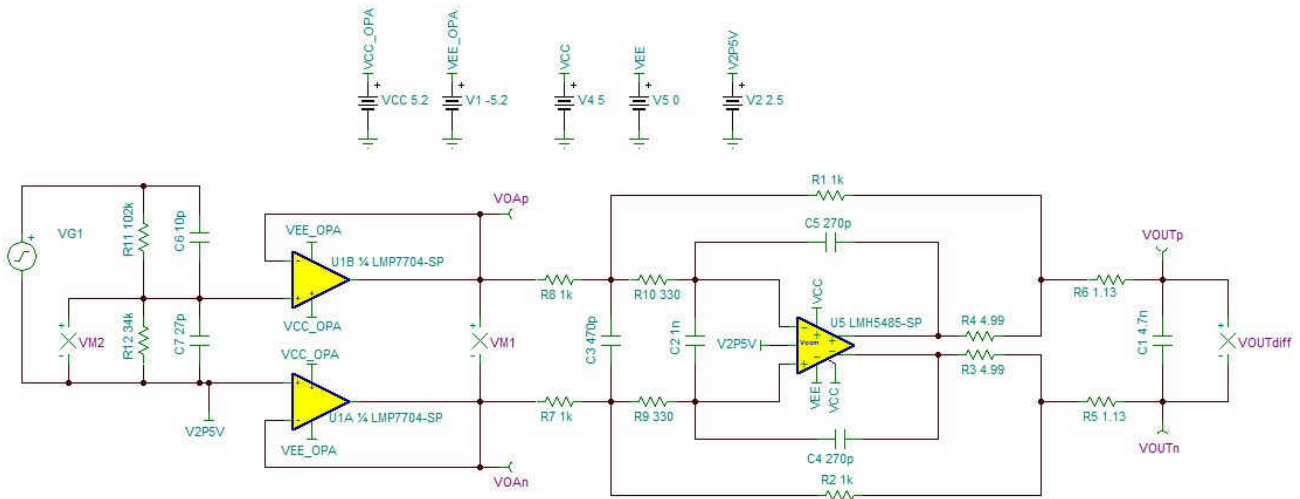 VCC_OPA
VEE_OPA
VCC
VEE
V2P5V
+
+
+
+
+
VCC 5.2
V1 -5.2
V4 5
V5 0
V2 2.5
R1 1k
VOAp
C5 270p
VG1
+
R11 102k
C6 10p
VEE_OPA
U1B ¼ LMP7704-SP
VCC_OPA
R8 1k
R10 330
VCC
U5 LMH5485-SP
VOUTp
R6 1.13
R4 4.99
+
VM2
-
R12 34k
C7 27p
+
VM1
-
C3 470p
C2 1n
V2P5V
Vocm
R3 4.99
C1 4.7n
+
VOUTdiff
-
VCC_OPA
U1A ¼ LMP7704-SP
VEE_OPA
V2P5V
R7 1k
R9 330
VEE
VCC
R5 1.13
VOUTn
C4 270p
VOAn
R2 1k